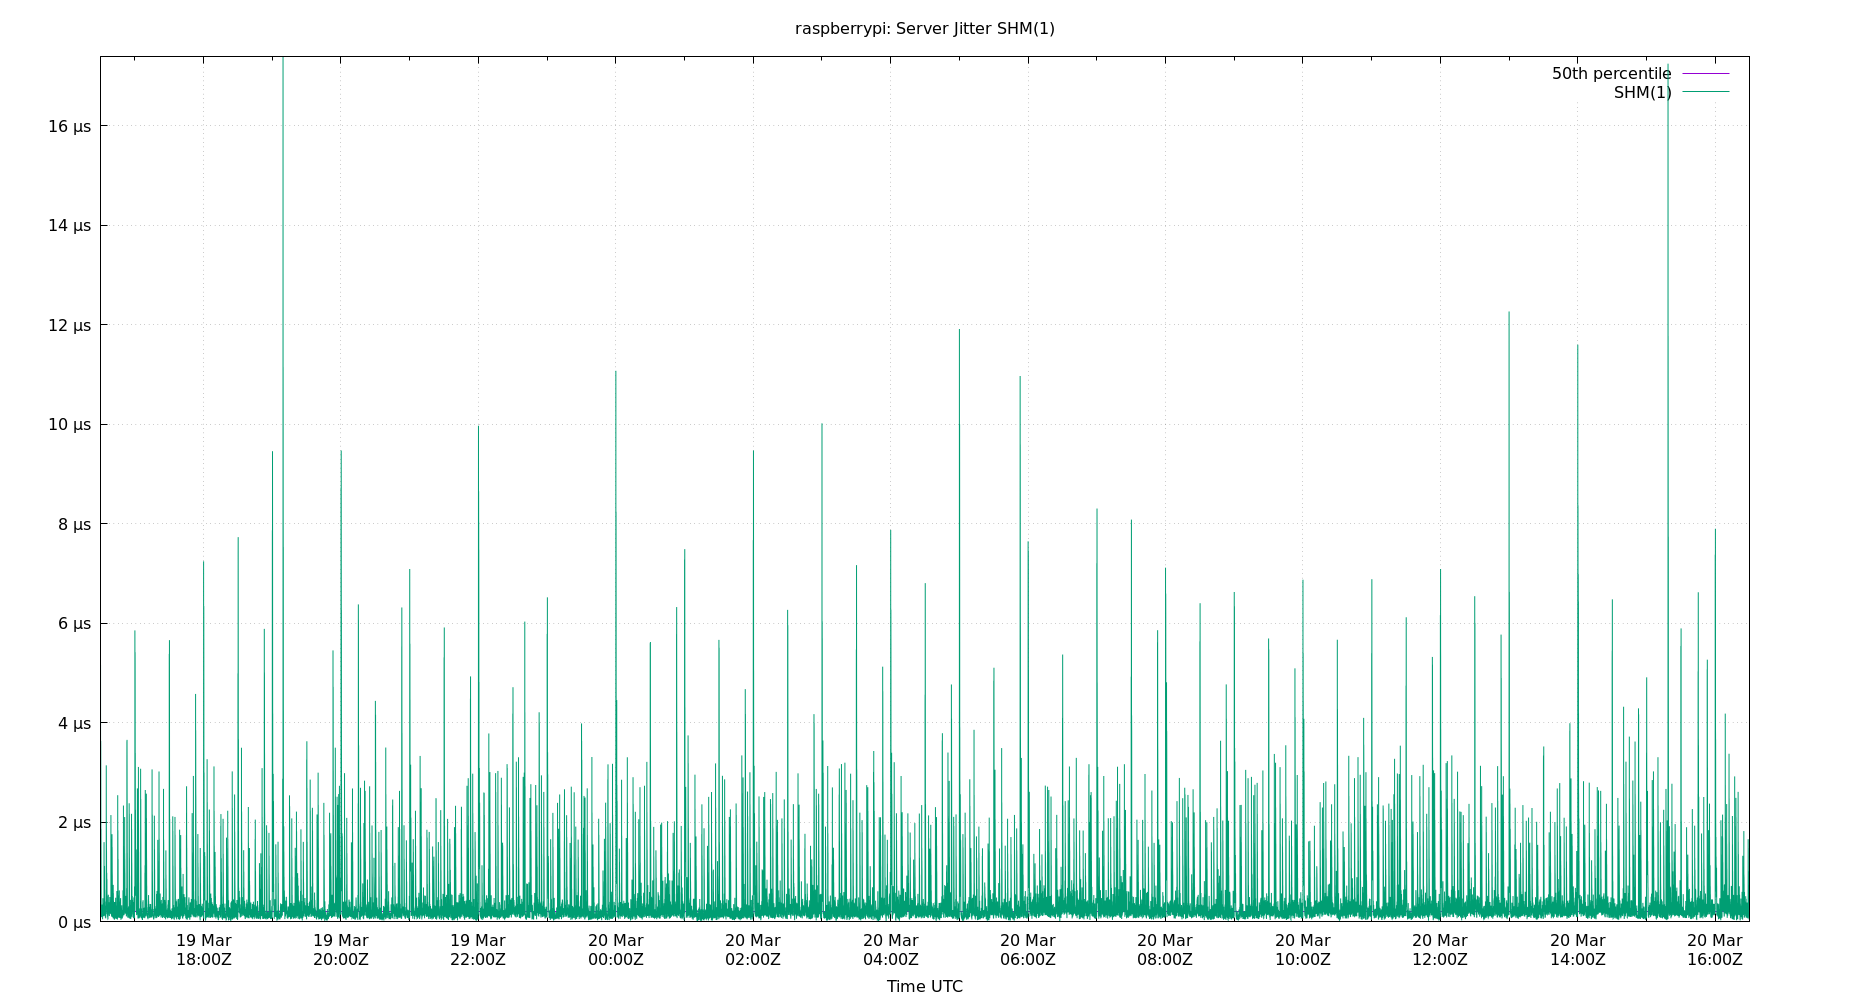 raspberrypi: Server Jitter SHM(1)
50th percentile
SHM(1)
16 µs
14 µs
12 µs
10 µs
8 µs
6 µs
4 µs
2 µs
0 µs
19 Mar 19 Mar 19 Mar 20 Mar 20 Mar 20 Mar 20 Mar 20 Mar 20 Mar 20 Mar 20 Mar 20 Mar
18:00Z 20:00Z 22:00Z 00:00Z 02:00Z 04:00Z 06:00Z 08:00Z 10:00Z 12:00Z 14:00Z 16:00Z
Time UTC